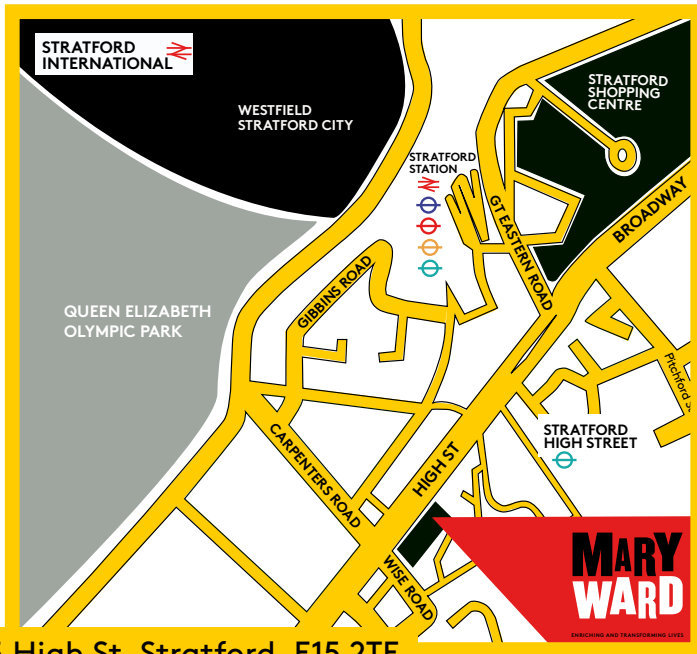 STRATFORD
INTERNATIONAL
WESTFIELD
STRATFORD CITY
STRATFORD
SHOPPING
CENTRE
STRATFORD
STATION
GT EASTERN ROAD
BROADWAY
GIBBINS ROAD
QUEEN ELIZABETH
OLYMPIC PARK
Pitchford
STRATFORD
HIGH STREET
CARPENTERS ROAD
HIGH ST
WISE ROAD
MARY
WARD
ENRICHING AND TRANSFORMING LIVES
High St, Stratford, E15 2TF